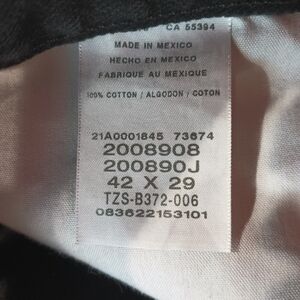 CA 55394
MADE IN MEXICO
HECHO EN MEXICO
FABRIQUE AU MEXIQUE
100% COTTON / ALGODON / COTON
21A0001845 73674
2008908
200890J
42 X 29
TZS-B372-006
083622153101